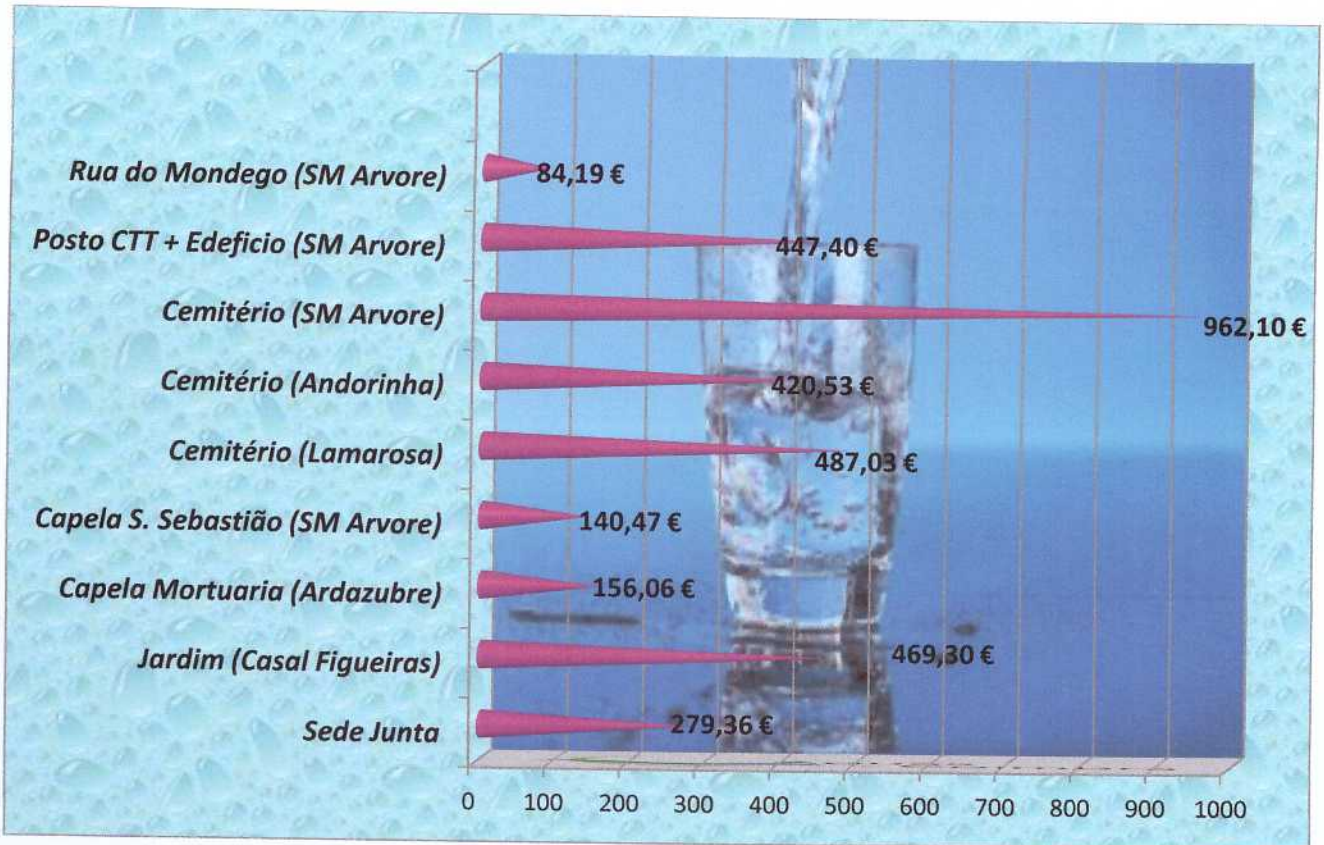 Rua do Mondego (SM Arvore) 84,19 €
Posto CTT + Edeficio (SM Arvore) 447,40 €
Cemitério (SM Arvore) 962,10 €
Cemitério (Andorinha) 420,53 €
Cemitério (Lamarosa) 487,03 €
Capela S. Sebastião (SM Arvore) 140,47 €
Capela Mortuaria (Ardazubre) 156,06 €
Jardim (Casal Figueiras) 469,30 €
Sede Junta 279,36 €
0 100 200 300 400 500 600 700 800 900 1000